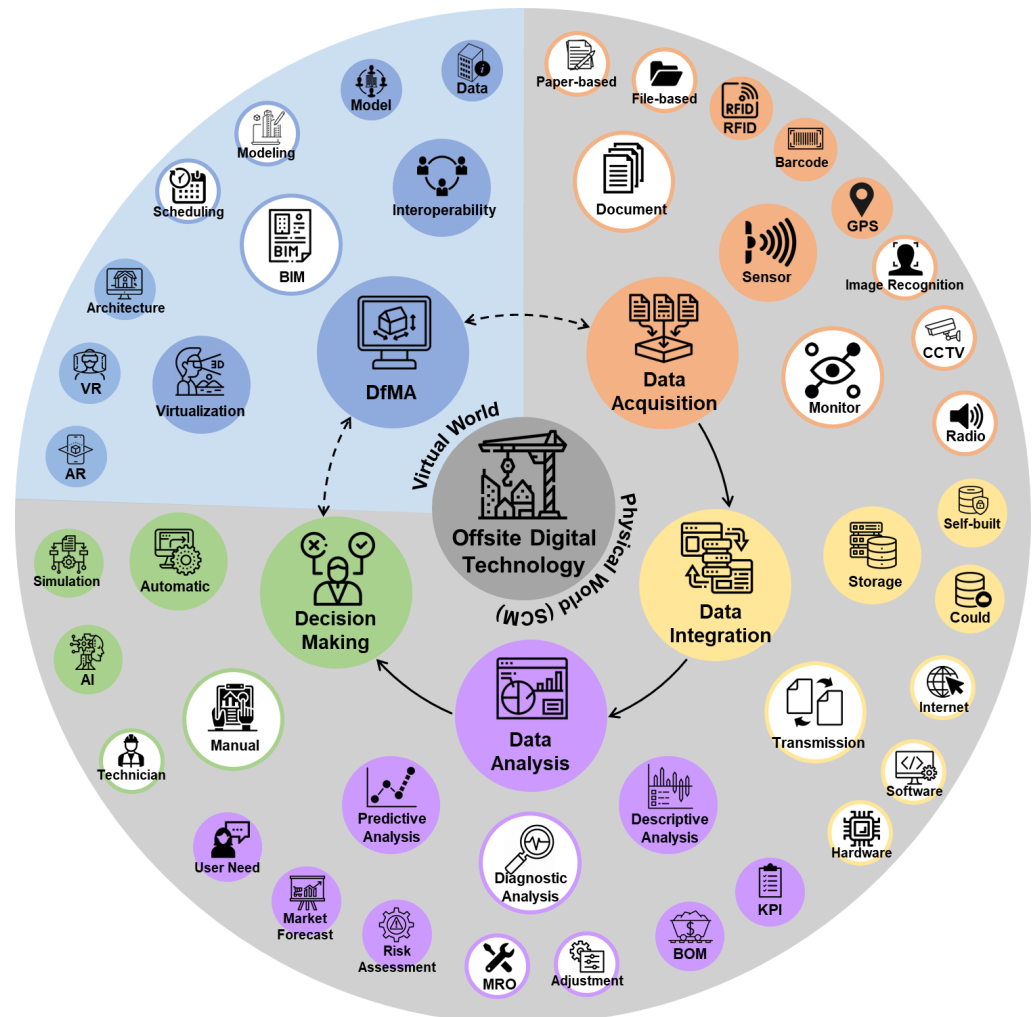 Data
Model
Modeling
Interoperability
Scheduling
BIM
BIM
Architecture
3D
VR
Virtualization
AR
DfMA
Paper-based
File-based
RFID
RFID
Barcode
Document
GPS
Sensor
Image Recognition
CCTV
Monitor
Radio
Data
Acquisition
Virtual World
Offsite Digital
Technology
Physical World (SCM)
Self-built
Storage
Could
Data
Integration
Internet
Transmission
Software
Hardware
Data
Analysis
Descriptive
Analysis
KPI
$
BOM
Diagnostic
Analysis
Adjustment
MRO
Predictive
Analysis
Risk
Assessment
Market
Forecast
User Need
Decision
Making
Automatic
Simulation
AI
Manual
Technician